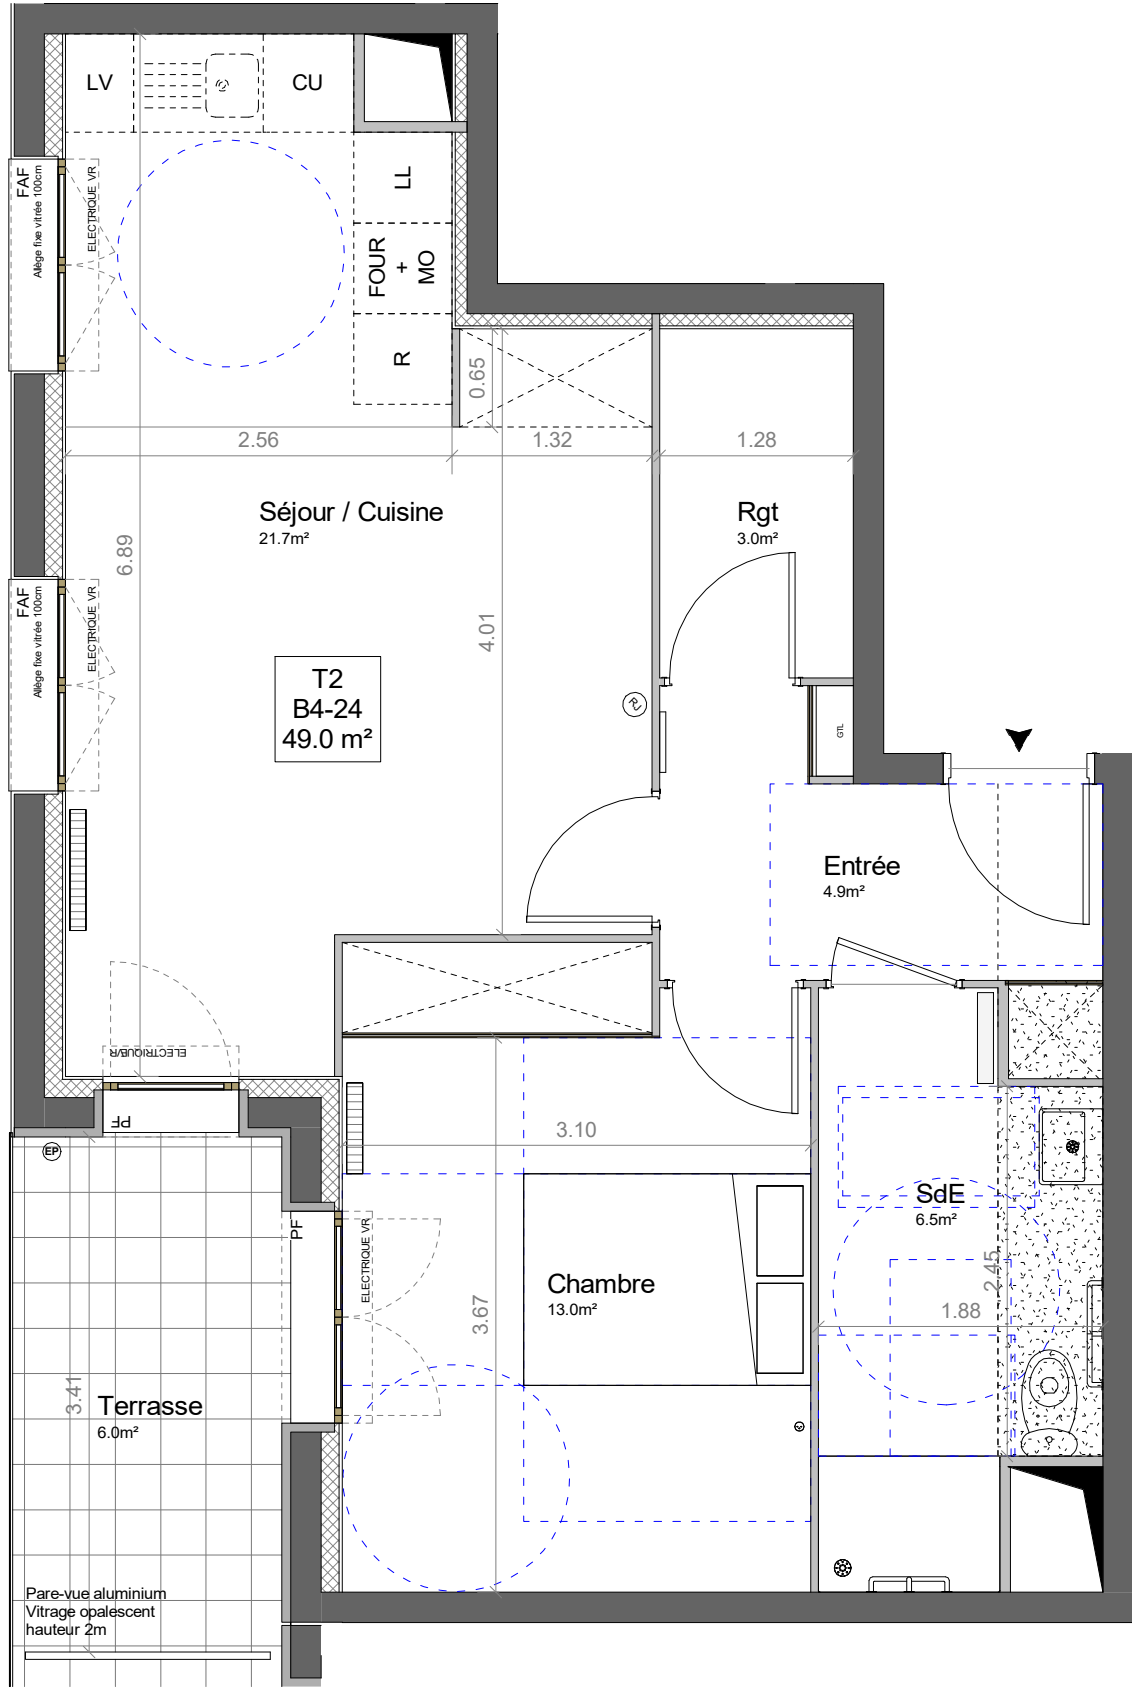 LV
CU
FAF
Allège fixe vitrée 100cm
ELECTRIQUE VR
LL
FOUR
+
MO
R
0.65
2.56
1.32
1.28
Séjour / Cuisine
21.7m²
Rgt
3.0m²
6.89
FAF
Allège fixe vitrée 100cm
ELECTRIQUE VR
4.01
T2
B4-24
49.0 m²
RJ
GTL
Entrée
4.9m²
ELECTRIQUE VR
PF
EP
3.10
SdE
6.5m²
PF
ELECTRIQUE VR
2.45
Chambre
13.0m²
3.67
1.88
3.41
Terrasse
6.0m²
Pare-vue aluminium
Vitrage opalescent
hauteur 2m